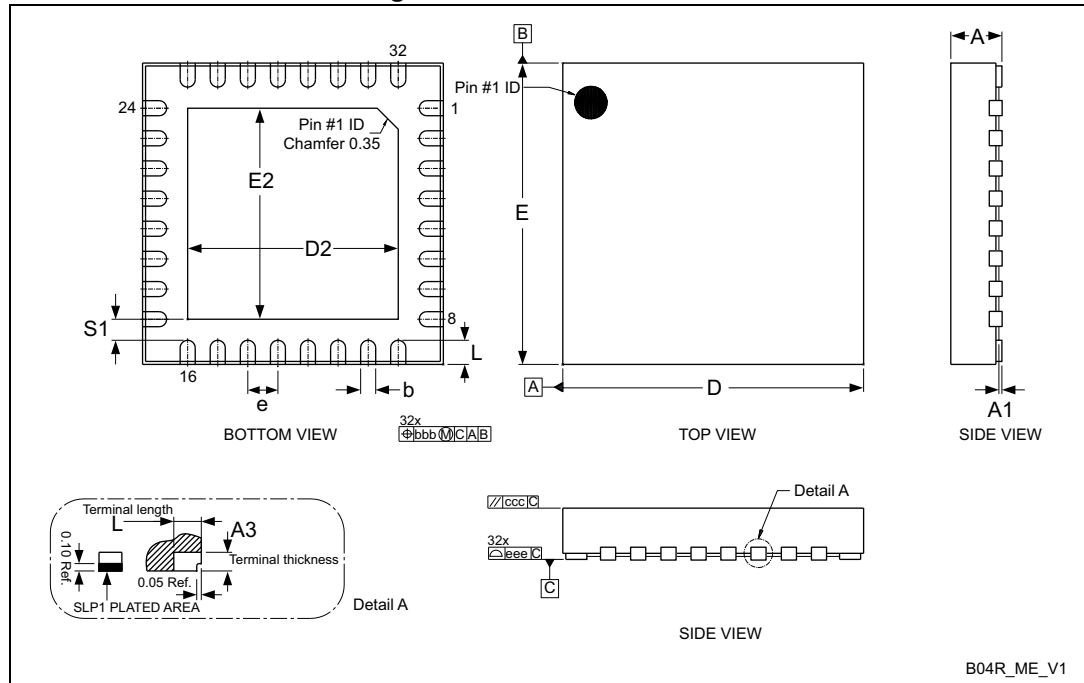 32
24
1
Pin #1 ID
Chamfer 0.35
E2
D2
S1
8
L
16
e
b
BOTTOM VIEW
32x
⌖ bbb Ⓜ C A B
B
Pin #1 ID
E
A
D
TOP VIEW
A
A1
SIDE VIEW
Terminal length
L
A3
Terminal thickness
0.10 Ref.
0.05 Ref.
SLP1 PLATED AREA
Detail A
// ccc C
32x
⌓ eee C
C
Detail A
SIDE VIEW
B04R_ME_V1